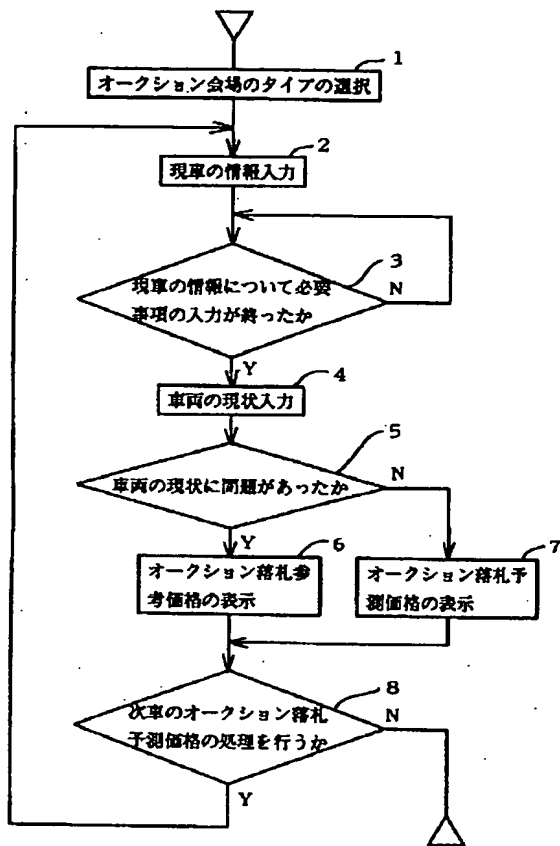 1
オークション会場のタイプの選択
2
現車の情報入力
3
現車の情報について必要
事項の入力が終ったか
N
Y
4
車両の現状入力
5
車両の現状に問題があったか
N
Y
6
オークション落札参
考価格の表示
7
オークション落札予
測価格の表示
8
次車のオークション落札
予測価格の処理を行うか
N
Y